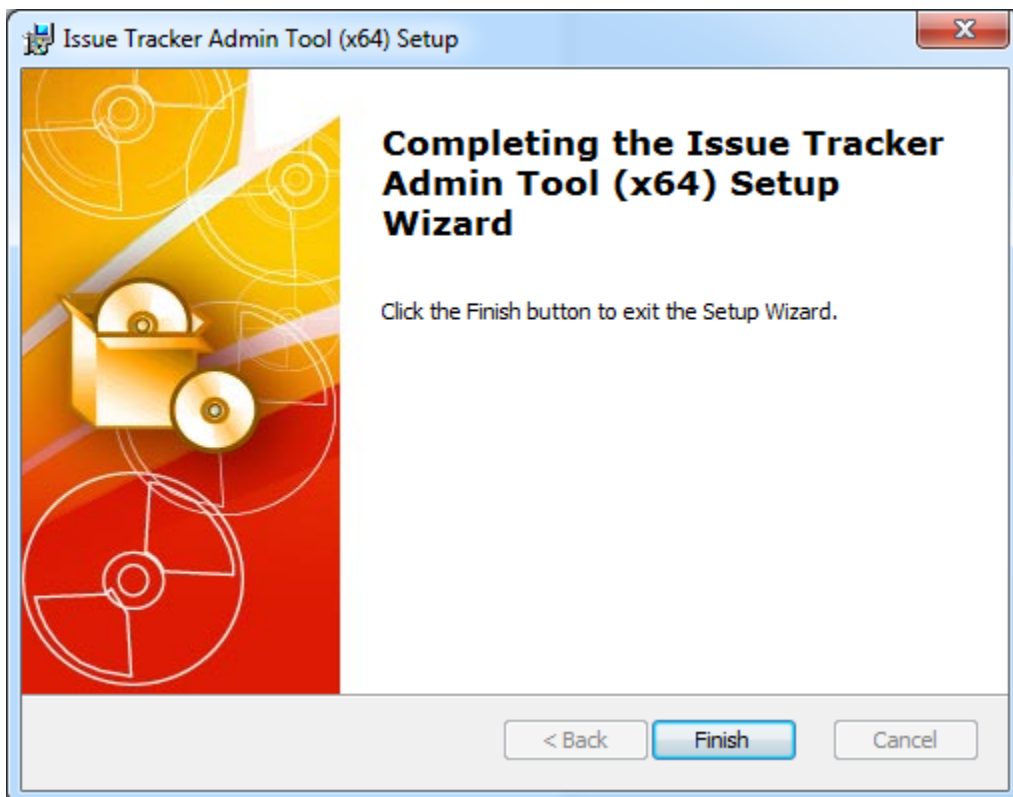 Issue Tracker Admin Tool (x64) Setup
X
Completing the Issue Tracker
Admin Tool (x64) Setup
Wizard
Click the Finish button to exit the Setup Wizard.
< Back
Finish
Cancel